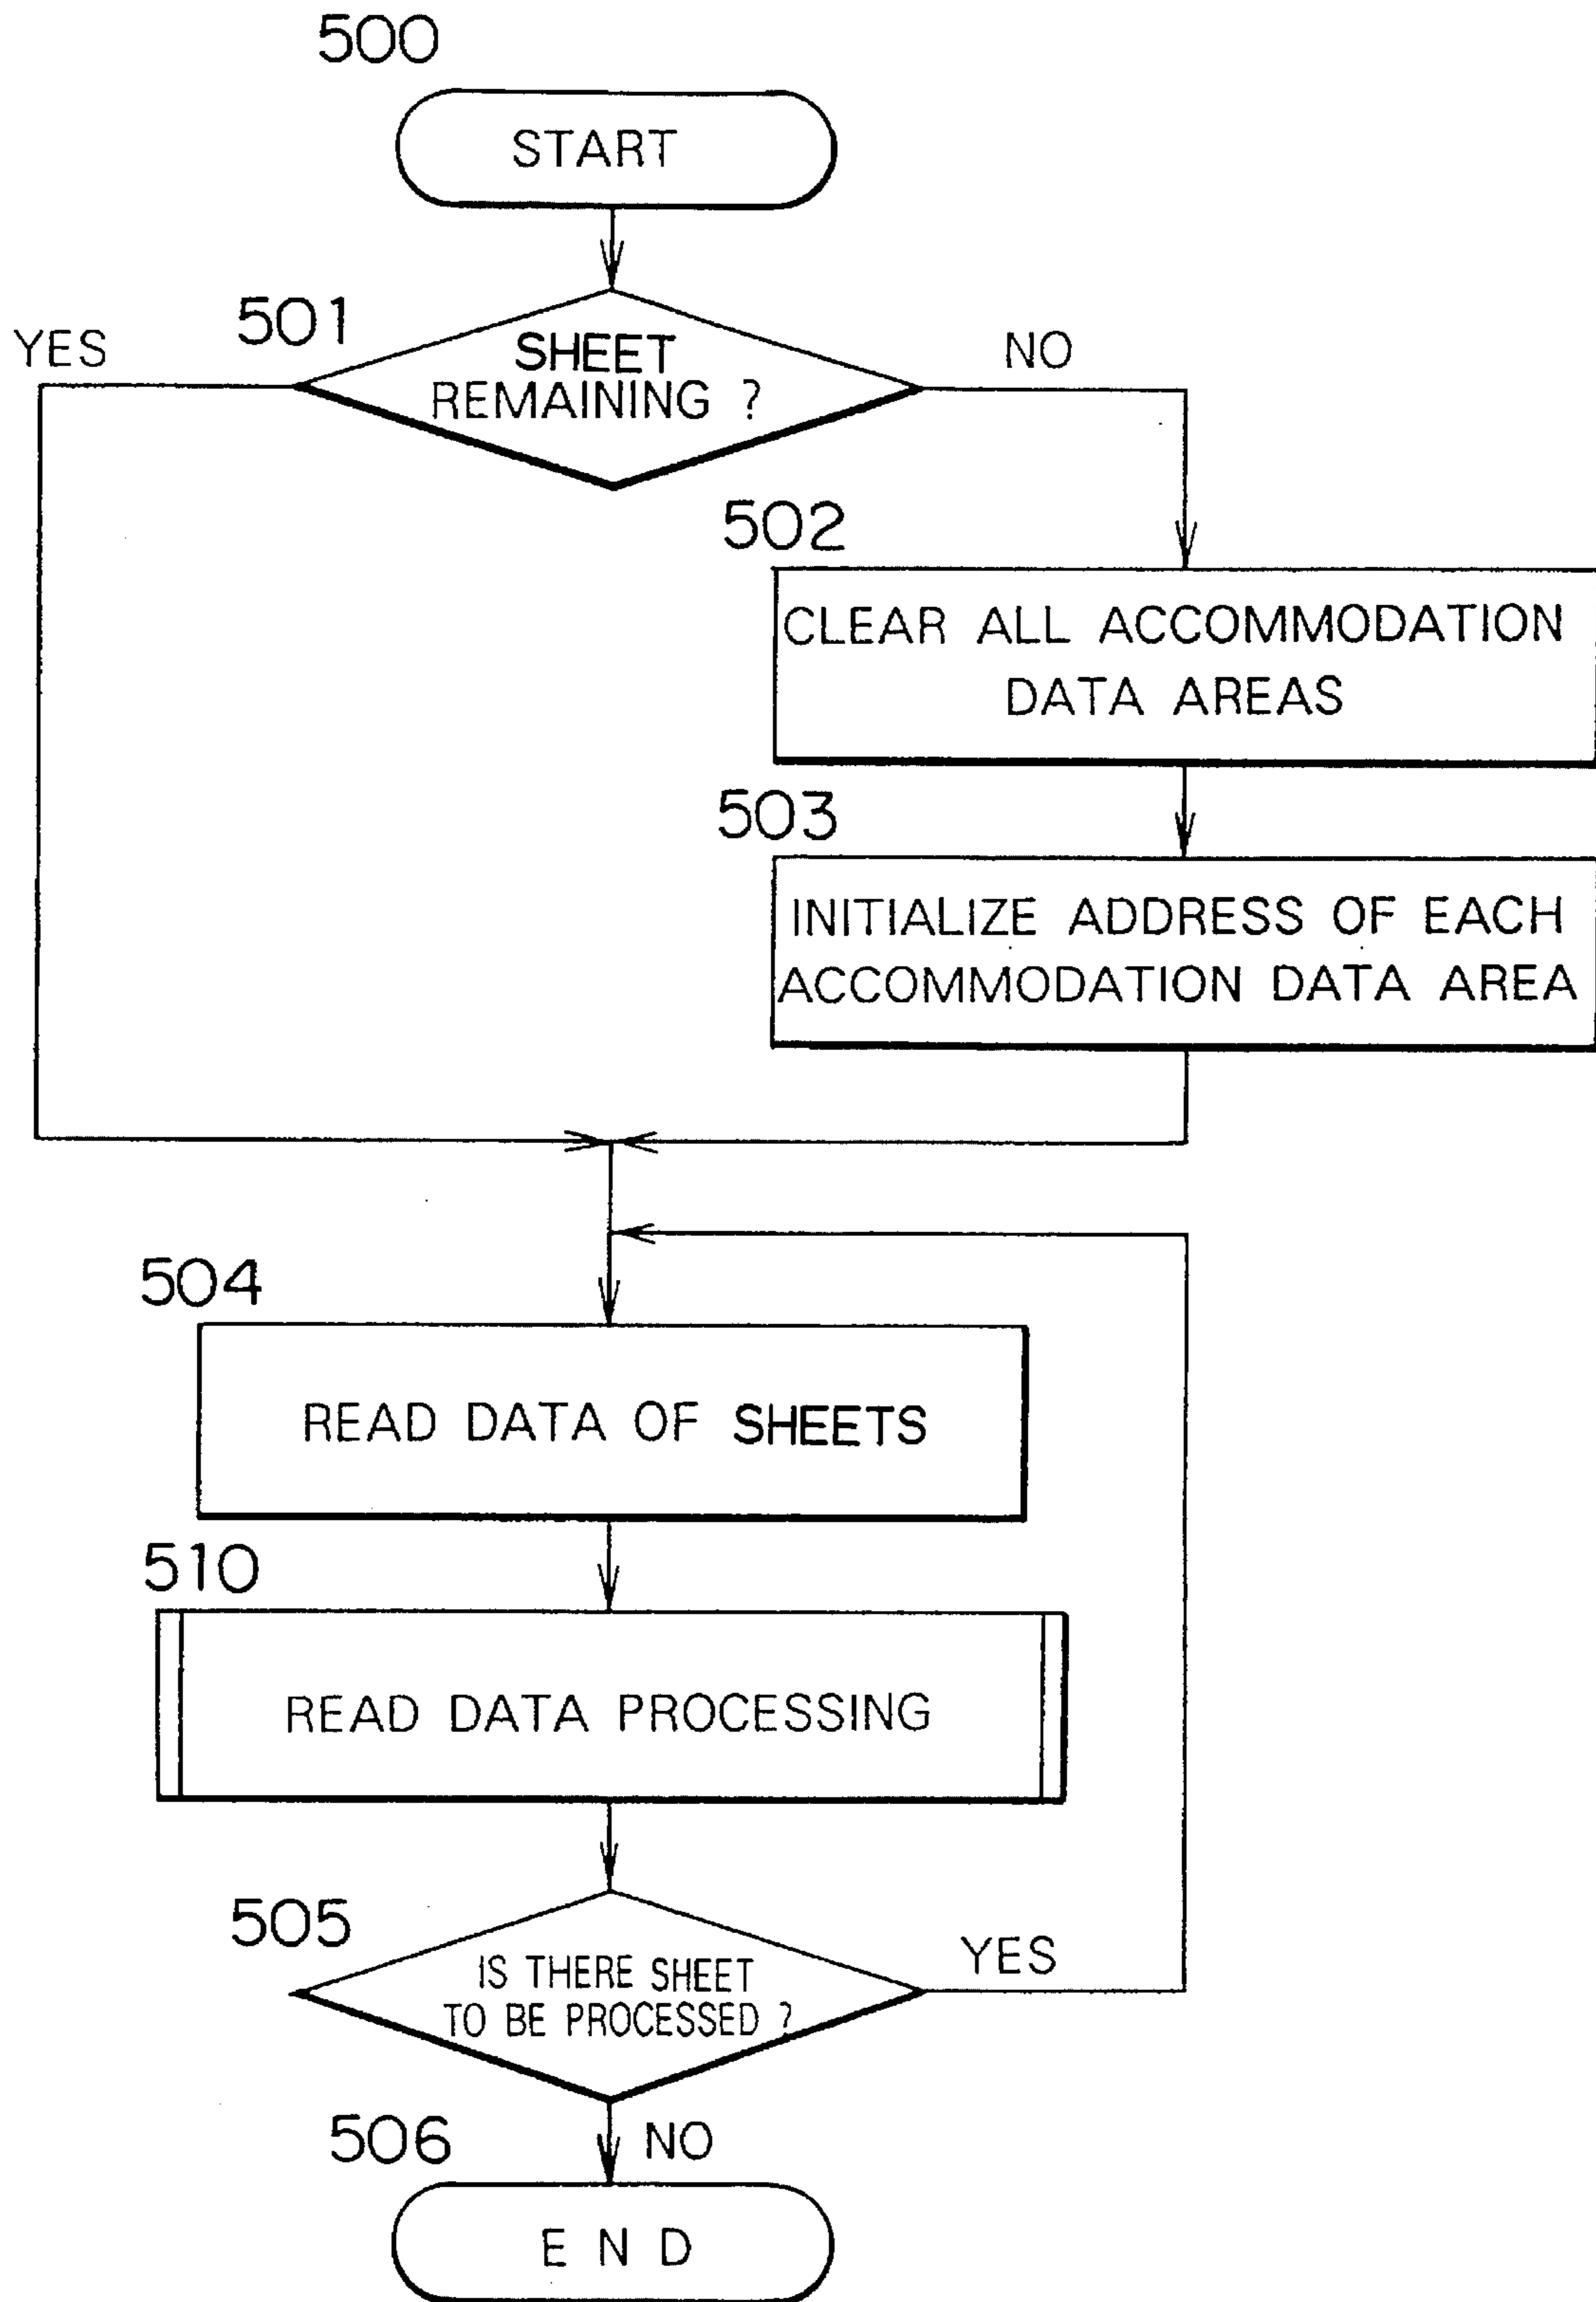 500
START
501
YES
SHEET
REMAINING ?
NO
502
CLEAR ALL ACCOMMODATION
DATA AREAS
503
INITIALIZE ADDRESS OF EACH
ACCOMMODATION DATA AREA
504
READ DATA OF SHEETS
510
READ DATA PROCESSING
505
IS THERE SHEET
TO BE PROCESSED ?
YES
506
NO
END